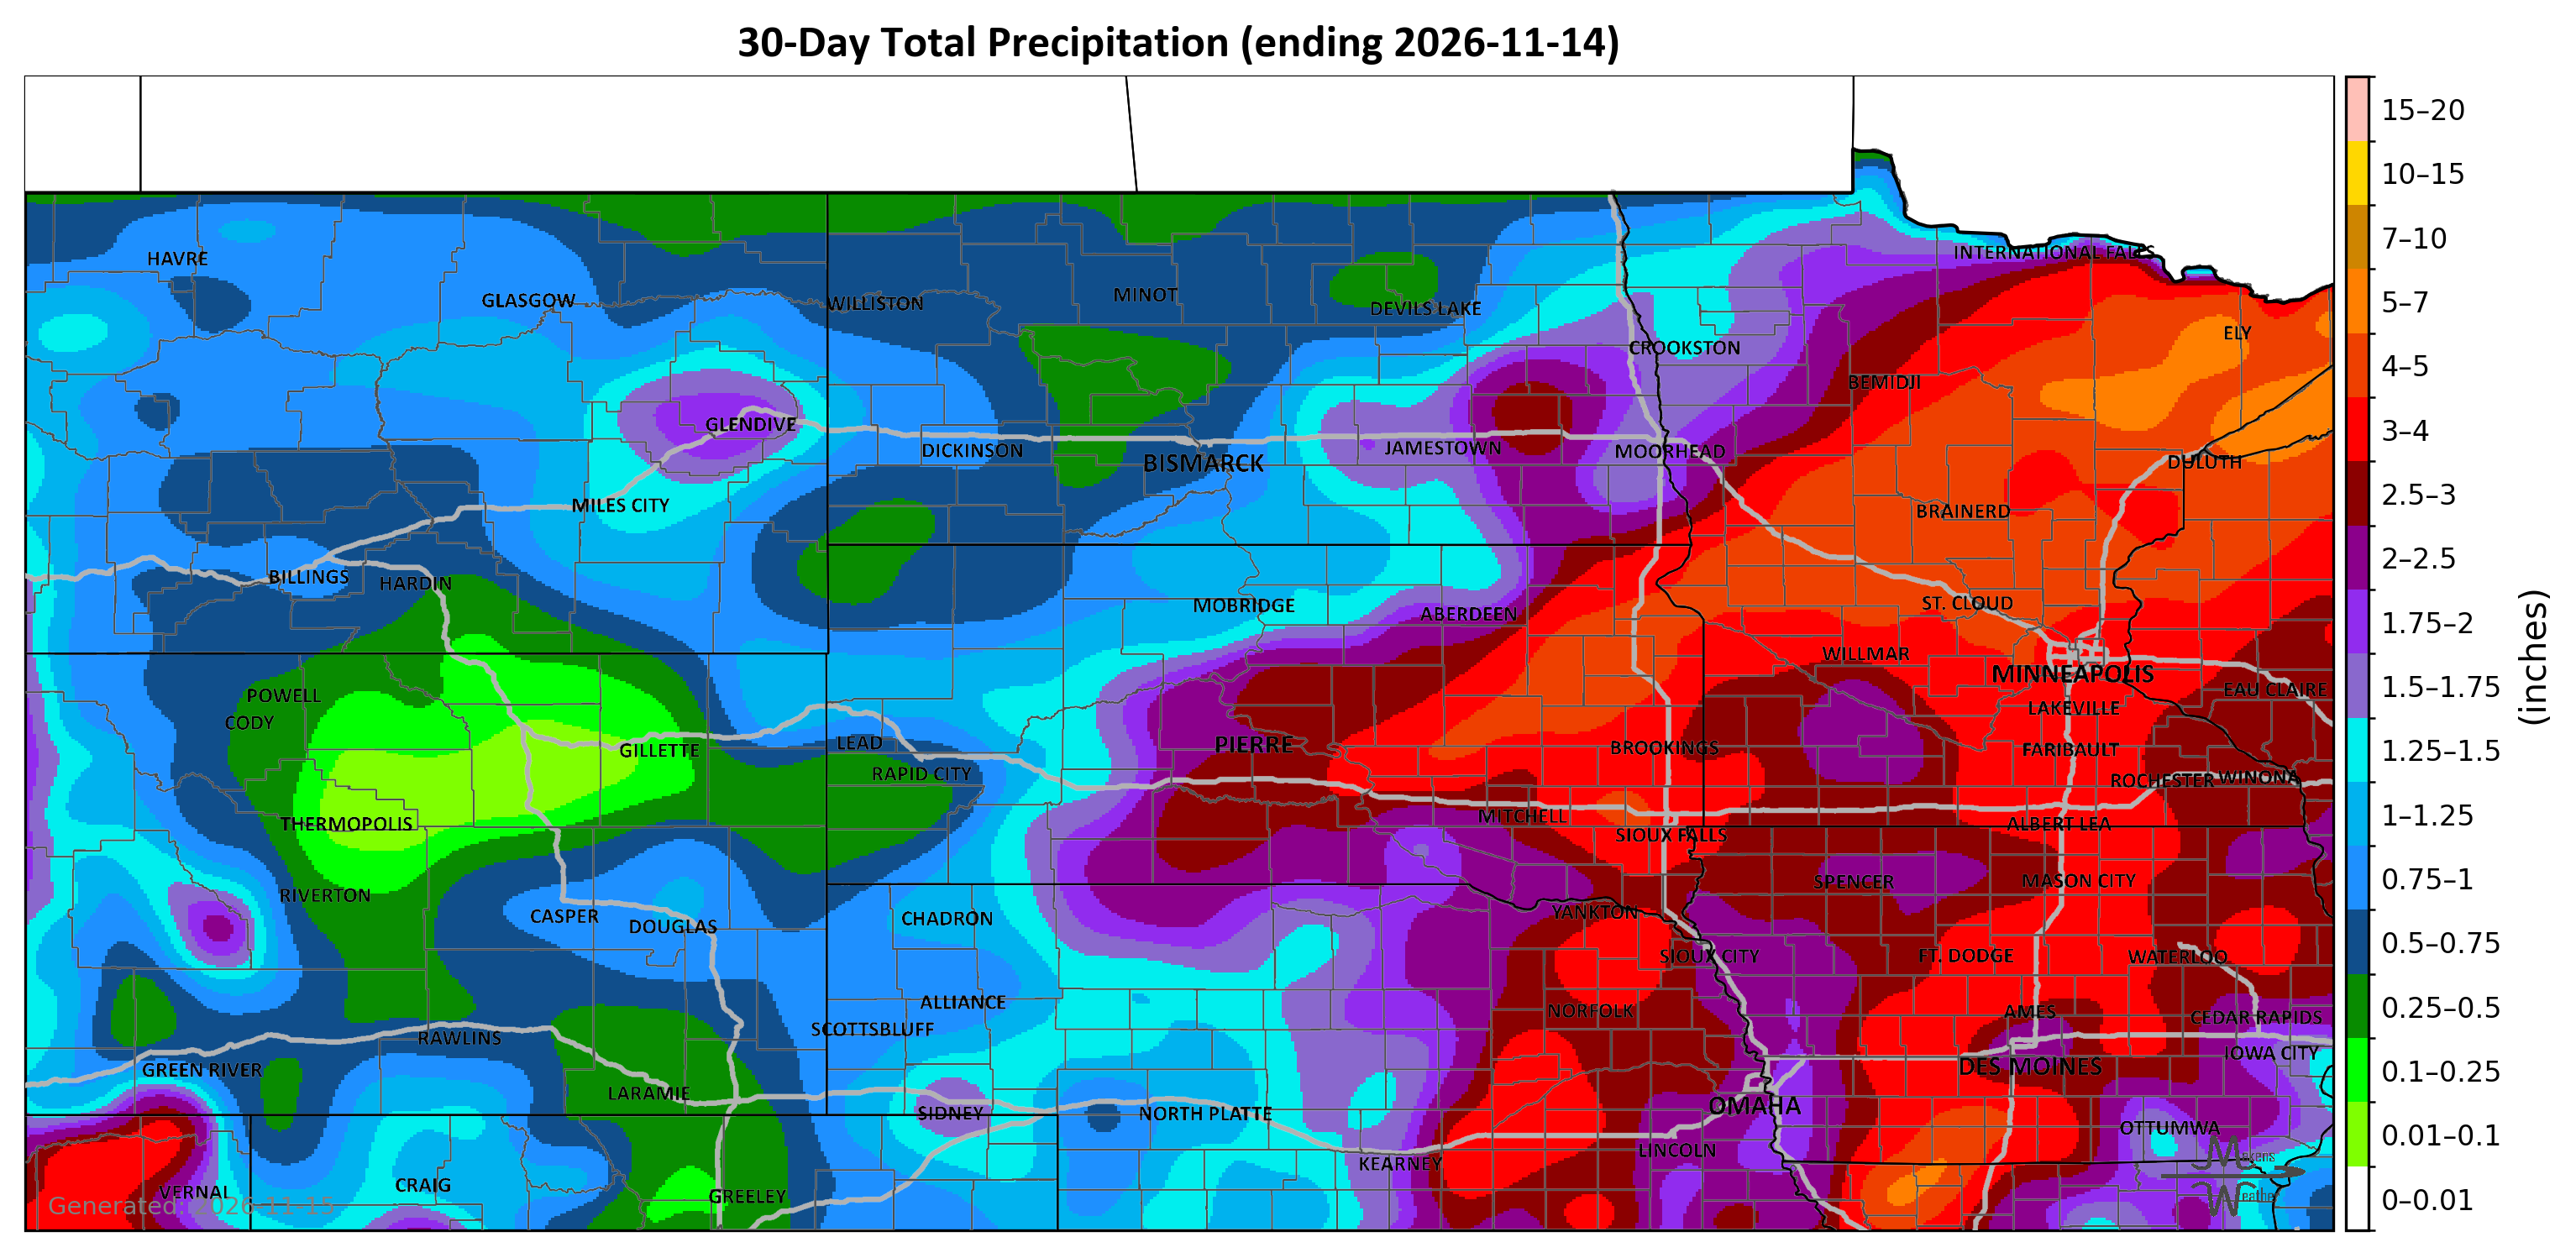 30-Day Total Precipitation (ending 2026-11-14)
15–20
10–15
7–10
5–7
4–5
3–4
2.5–3
2–2.5
1.75–2
1.5–1.75
1.25–1.5
1–1.25
0.75–1
0.5–0.75
0.25–0.5
0.1–0.25
0.01–0.1
0–0.01
(inches)
HAVRE
INTERNATIONAL FALLS
GLASGOW
WILLISTON
MINOT
DEVILS LAKE
ELY
CROOKSTON
BEMIDJI
GLENDIVE
DICKINSON
BISMARCK
JAMESTOWN
MOORHEAD
DULUTH
MILES CITY
BRAINERD
BILLINGS
HARDIN
MOBRIDGE
ABERDEEN
ST. CLOUD
WILLMAR
MINNEAPOLIS
POWELL
EAU CLAIRE
CODY
LAKEVILLE
GILLETTE
LEAD
PIERRE
BROOKINGS
FARIBAULT
RAPID CITY
ROCHESTER
WINONA
THERMOPOLIS
MITCHELL
SIOUX FALLS
ALBERT LEA
RIVERTON
SPENCER
MASON CITY
CASPER
DOUGLAS
CHADRON
YANKTON
SIOUX CITY
FT. DODGE
WATERLOO
ALLIANCE
NORFOLK
AMES
CEDAR RAPIDS
SCOTTSBLUFF
RAWLINS
IOWA CITY
GREEN RIVER
DES MOINES
LARAMIE
SIDNEY
NORTH PLATTE
OMAHA
OTTUMWA
LINCOLN
KEARNEY
VERNAL
CRAIG
GREELEY
Makens
Weather
Generated: 2026-11-15